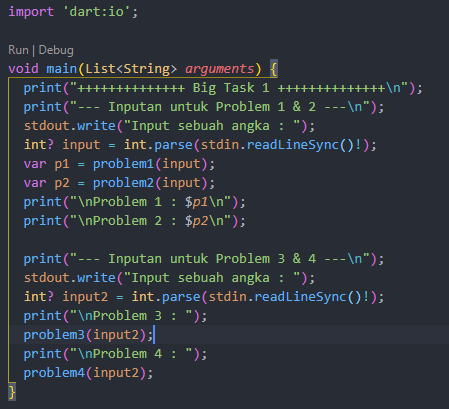 import 'dart:io';
Run | Debug
void main(List<String> arguments) {
  print("++++++++++++++ Big Task 1 ++++++++++++++\n");
  print("--- Inputan untuk Problem 1 & 2 ---\n");
  stdout.write("Input sebuah angka : ");
  int? input = int.parse(stdin.readLineSync()!);
  var p1 = problem1(input);
  var p2 = problem2(input);
  print("\nProblem 1 : $p1\n");
  print("\nProblem 2 : $p2\n");

  print("--- Inputan untuk Problem 3 & 4 ---\n");
  stdout.write("Input sebuah angka : ");
  int? input2 = int.parse(stdin.readLineSync()!);
  print("\nProblem 3 : ");
  problem3(input2);
  print("\nProblem 4 : ");
  problem4(input2);
}